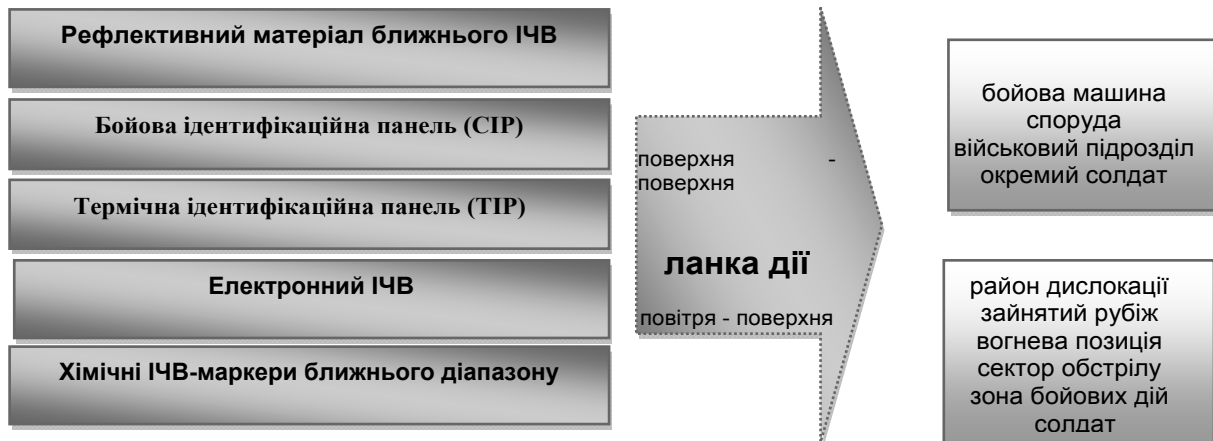 Рефлективний матеріал ближнього ІЧВ
Бойова ідентифікаційна панель (CIP)
Термічна ідентифікаційна панель (TIP)
Електронний ІЧВ
Хімічні ІЧВ-маркери ближнього діапазону
поверхня -
поверхня
ланка дії
повітря - поверхня
бойова машина
споруда
військовий підрозділ
окремий солдат
район дислокації
зайнятий рубіж
вогнева позиція
сектор обстрілу
зона бойових дій
солдат